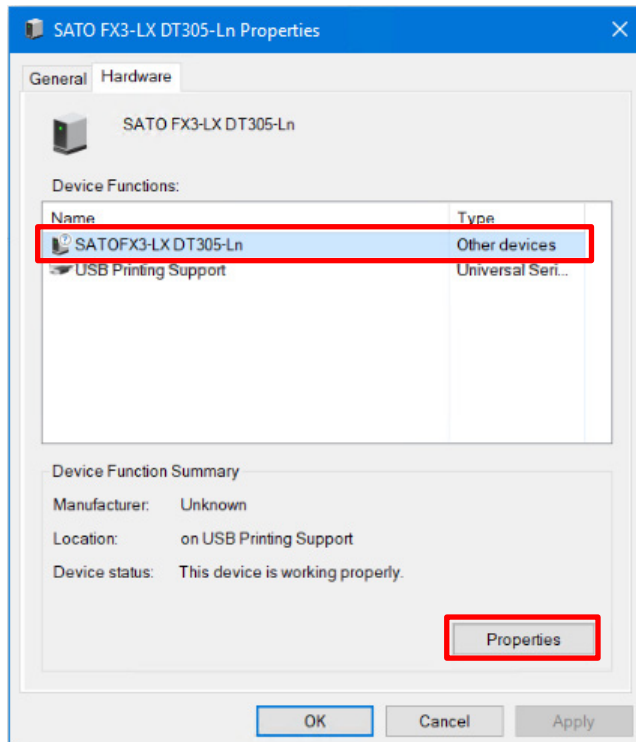 SATO FX3-LX DT305-Ln Properties
General Hardware
SATO FX3-LX DT305-Ln
Device Functions:
Name Type
SATOFX3-LX DT305-Ln Other devices
USB Printing Support Universal Seri...
Device Function Summary
Manufacturer: Unknown
Location: on USB Printing Support
Device status: This device is working properly.
Properties
OK Cancel Apply